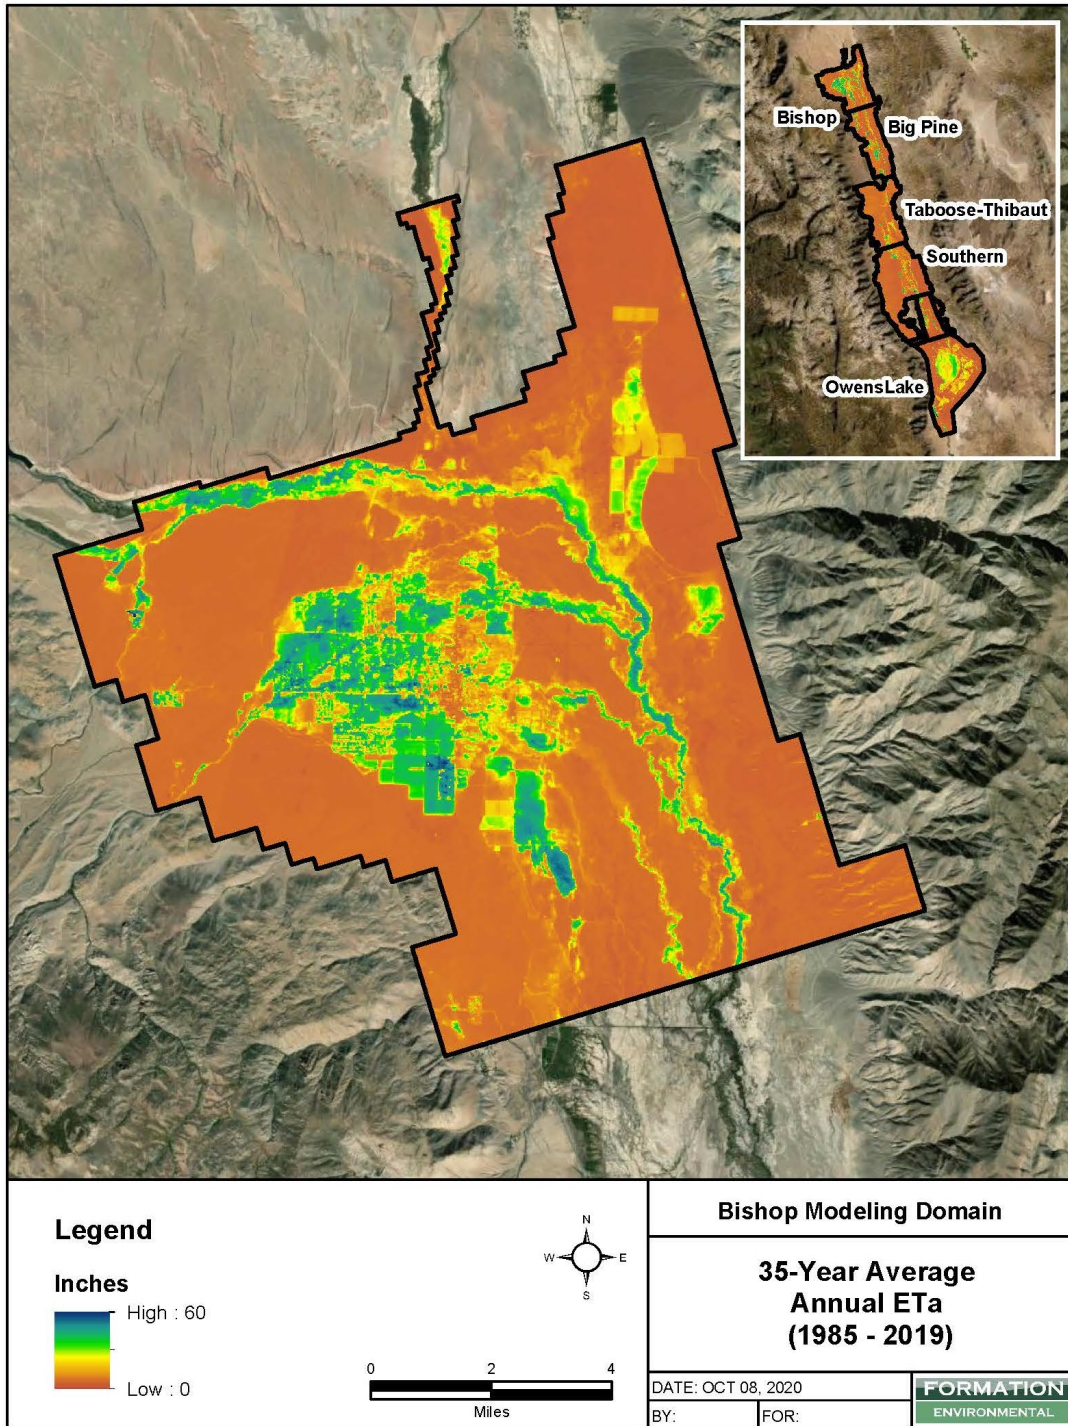 Bishop
Big Pine
Taboose-Thibaut
Southern
OwensLake
Legend
Inches
High : 60
Low : 0
N
W
E
S
0 2 4
Miles
Bishop Modeling Domain
35-Year Average
Annual ETa
(1985 - 2019)
DATE: OCT 08, 2020
BY:
FOR:
FORMATION
ENVIRONMENTAL